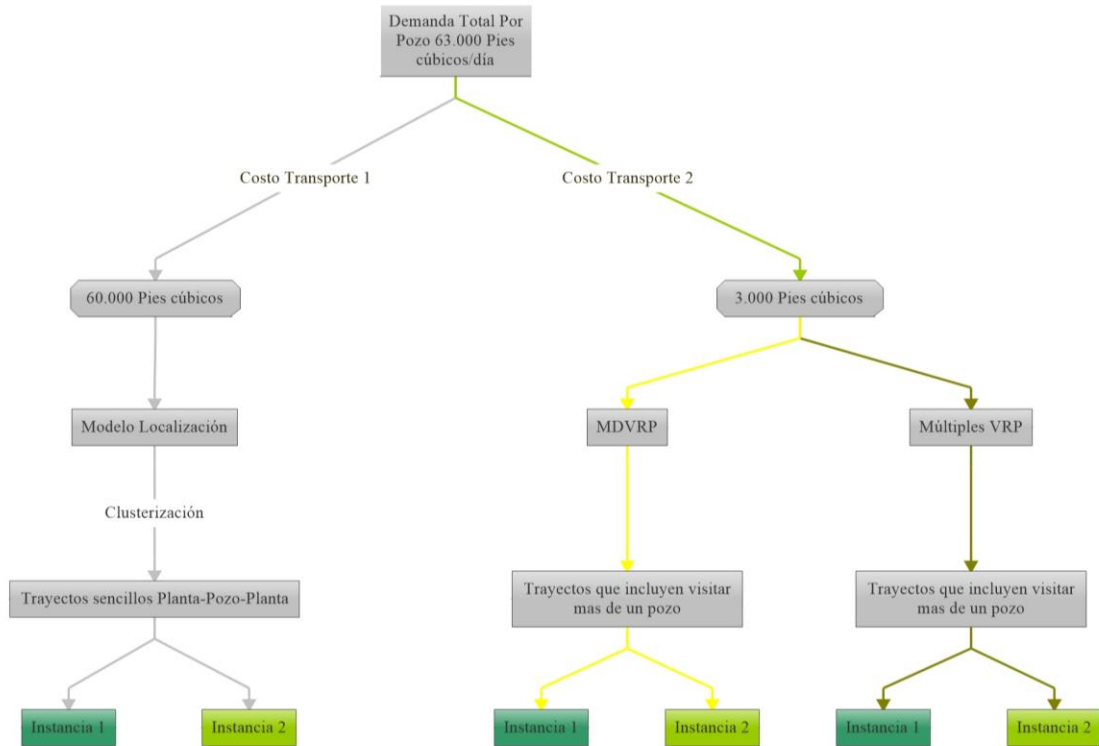 Demanda Total Por
Pozo 63.000 Pies
cúbicos/día
Costo Transporte 1
Costo Transporte 2
60.000 Pies cúbicos
3.000 Pies cúbicos
Modelo Localización
MDVRP
Múltiples VRP
Clusterización
Trayectos sencillos Planta-Pozo-Planta
Trayectos que incluyen visitar
mas de un pozo
Trayectos que incluyen visitar
mas de un pozo
Instancia 1
Instancia 2
Instancia 1
Instancia 2
Instancia 1
Instancia 2